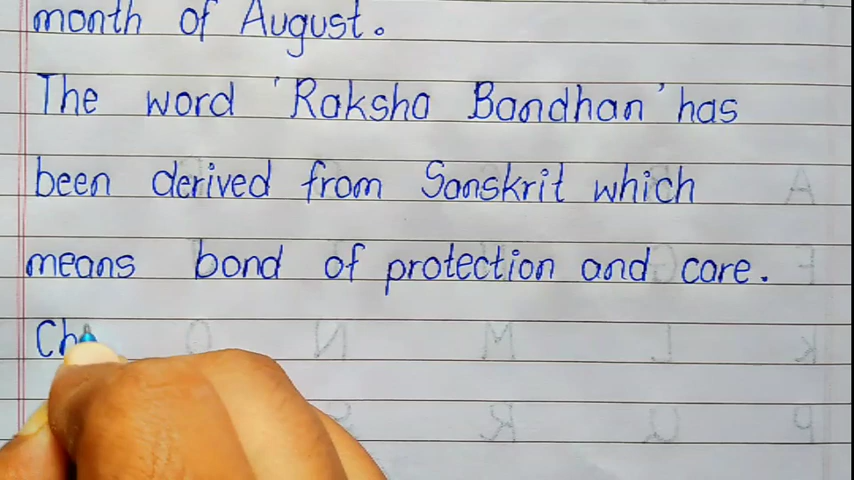 month of August.
The word 'Raksha Bandhan' has
been derived from Sanskrit which
means bond of protection and care.
Ch